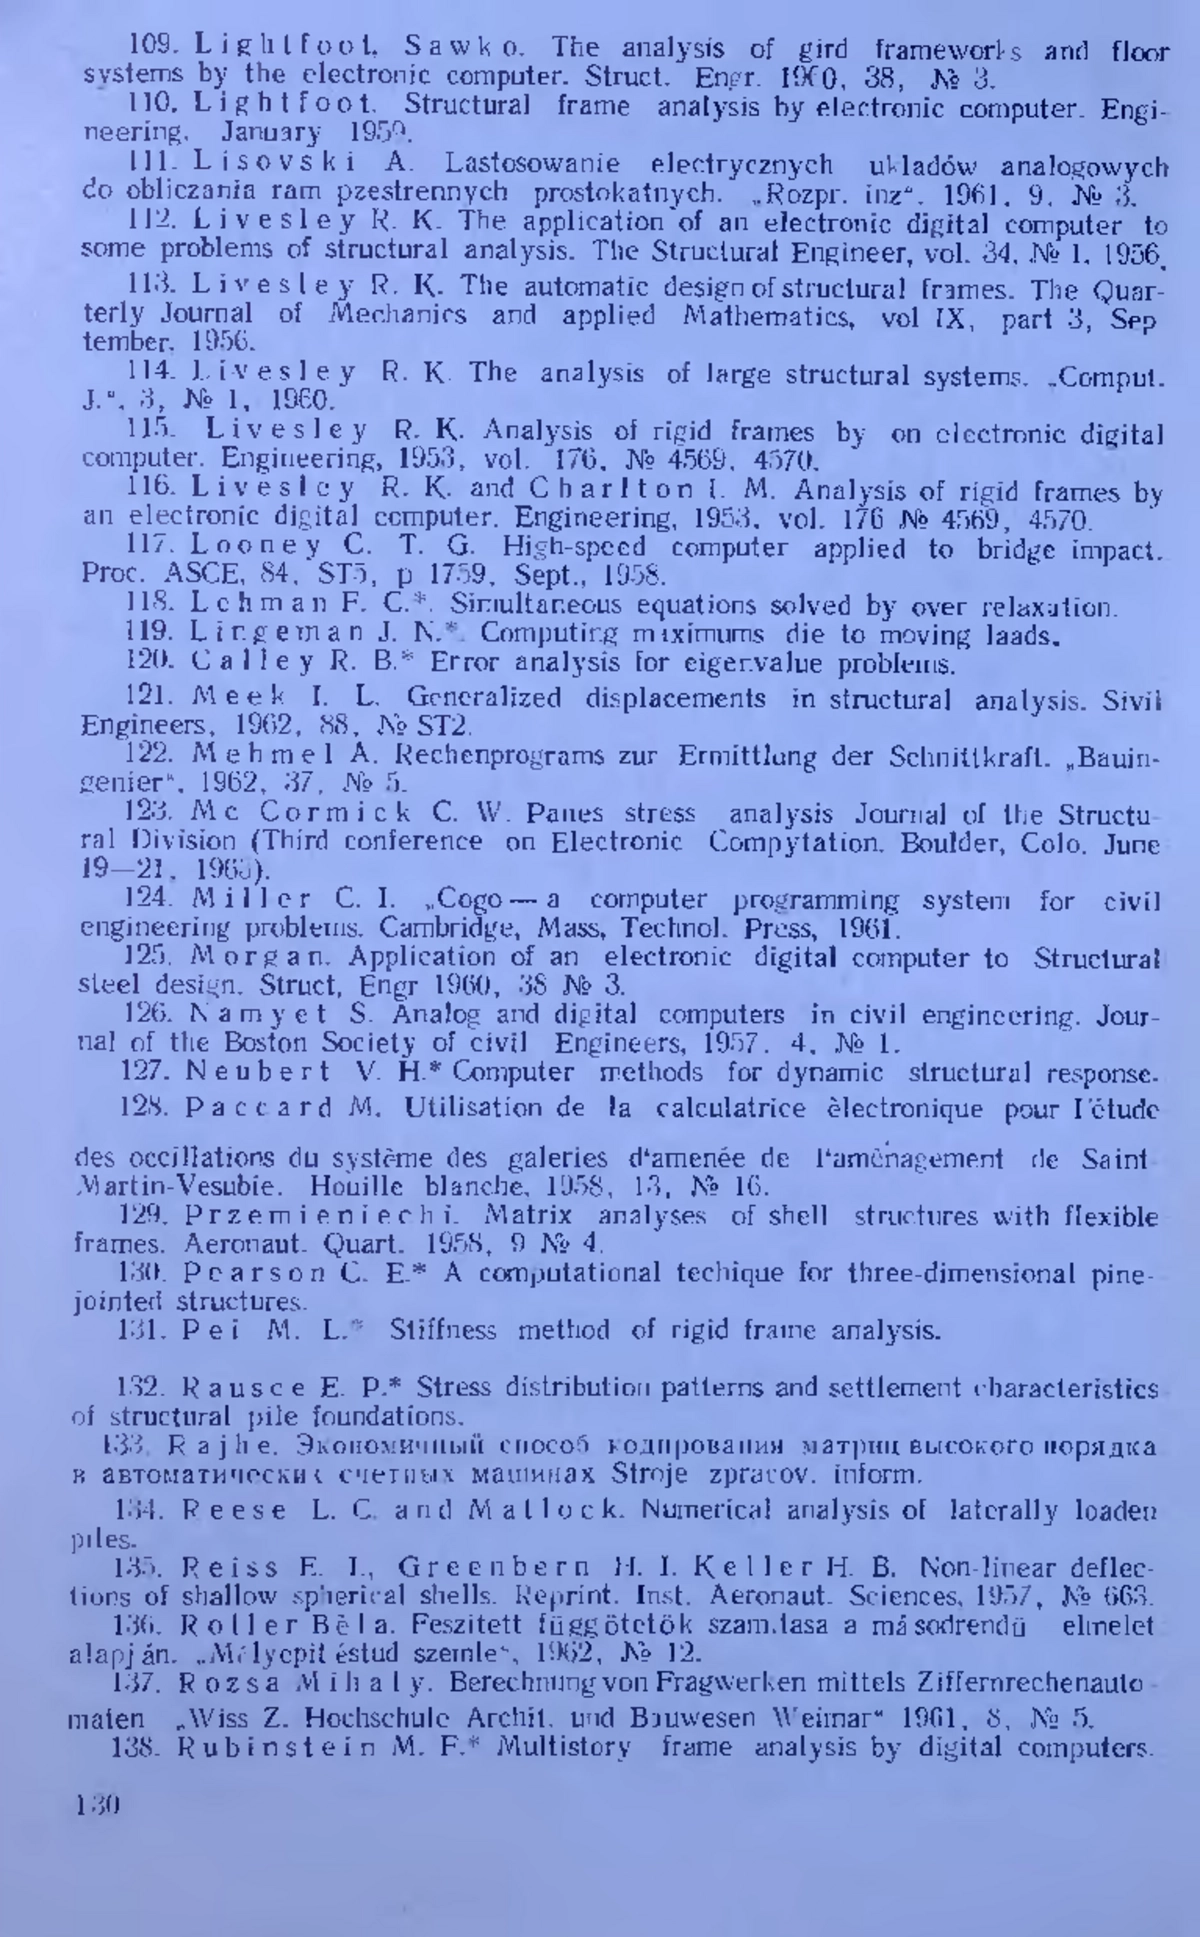 109. Lightfoot, Sawko. The analysis of gird frameworks and floor
systems by the electronic computer. Struct. Engr. 1960, 38, № 3.
110. Lightfoot. Structural frame analysis by electronic computer. Engi-
neering. January 1959.
111. Lisovski A. Lastosowanie electrycznych ukladów analogowych
do obliczania ram pzestrennych prostokatnych. „Rozpr. inz“. 1961. 9. № 3.
112. Livesley R. K. The application of an electronic digital computer to
some problems of structural analysis. The Structural Engineer, vol. 34, № 1, 1956.
113. Livesley R. K. The automatic design of structural frames. The Quar-
terly Journal of Mechanics and applied Mathematics, vol IX, part 3, Sep
tember. 1956.
114. Livesley R. K. The analysis of large structural systems. „Comput.
J.“, 3, № 1, 1960.
115. Livesley R. K. Analysis of rigid frames by on electronic digital
computer. Engineering, 1953, vol. 176, № 4569, 4570.
116. Livesley R. K. and Charlton I. M. Analysis of rigid frames by
an electronic digital computer. Engineering, 1953, vol. 176 № 4569, 4570.
117. Looney C. T. G. High-speed computer applied to bridge impact.
Proc. ASCE, 84, ST5, p 1759, Sept., 1958.
118. Lehman F. C.*. Simultaneous equations solved by over relaxation.
119. Lingeman J. N.*. Computing maximums die to moving laads.
120. Calley R. B.* Error analysis for eigenvalue problems.
121. Meek I. L. Generalized displacements in structural analysis. Sivil
Engineers, 1962, 88, № ST2.
122. Mehmel A. Rechenprograms zur Ermittlung der Schnittkraft. „Bauin-
genier“, 1962, 37, № 5.
123. Mc Cormick C. W. Panes stress analysis Journal of the Structu
ral Division (Third conference on Electronic Compytation. Boulder, Colo. June
19—21, 1963).
124. Miller C. I. „Cogo — a computer programming system for civil
engineering problems. Cambridge, Mass, Technol. Press, 1961.
125. Morgan. Application of an electronic digital computer to Structural
steel design. Struct, Engr 1960, 38 № 3.
126. Namyet S. Analog and digital computers in civil engineering. Jour-
nal of the Boston Society of civil Engineers, 1957. 4, № 1.
127. Neubert V. H.* Computer methods for dynamic structural response.
128. Paccard M. Utilisation de la calculatrice èlectronique pour l'étude
des occillations du système des galeries d‘amenée de l‘aménagement de Saint
Martin-Vesubie. Houille blanche, 1958, 13, № 16.
129. Przemieniechi. Matrix analyses of shell structures with flexible
frames. Aeronaut. Quart. 1958, 9 № 4.
130. Pearson C. E.* A computational techique for three-dimensional pine-
jointed structures.
131. Pei M. L.* Stiffness method of rigid frame analysis.
132. Rausce E. P.* Stress distribution patterns and settlement characteristics
of structural pile foundations.
133. Rajhe. Экономичный способ кодирования матриц высокого порядка
в автоматических счетных машинах Stroje zpracov. inform.
134. Reese L. C. and Mallock. Numerical analysis of laterally loaden
piles.
135. Reiss E. I., Greenbern H. I. Keller H. B. Non-linear deflec-
tions of shallow spherical shells. Reprint. Inst. Aeronaut. Sciences, 1957, № 663.
136. Roller Bèla. Feszitett függötetök szam.tasa a másodrendü elmelet
alapján. „Mélyepit éstud szemle“, 1962, № 12.
137. Rozsa Mihaly. Berechnung von Fragwerken mittels Ziffernrechenauto-
maten „Wiss Z. Hochschule Archit. und Bauwesen Weimar“ 1961, 8, № 5.
138. Rubinstein M. F.* Multistory frame analysis by digital computers.
130